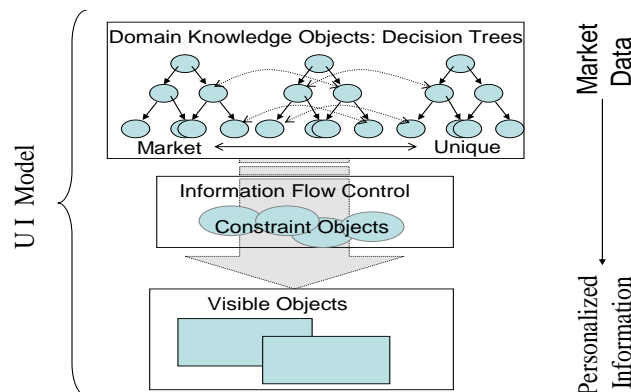 Domain Knowledge Objects: Decision Trees
Market
Unique
Information Flow Control
Constraint Objects
Visible Objects
U I Model
Market
Data
Personalized
Information